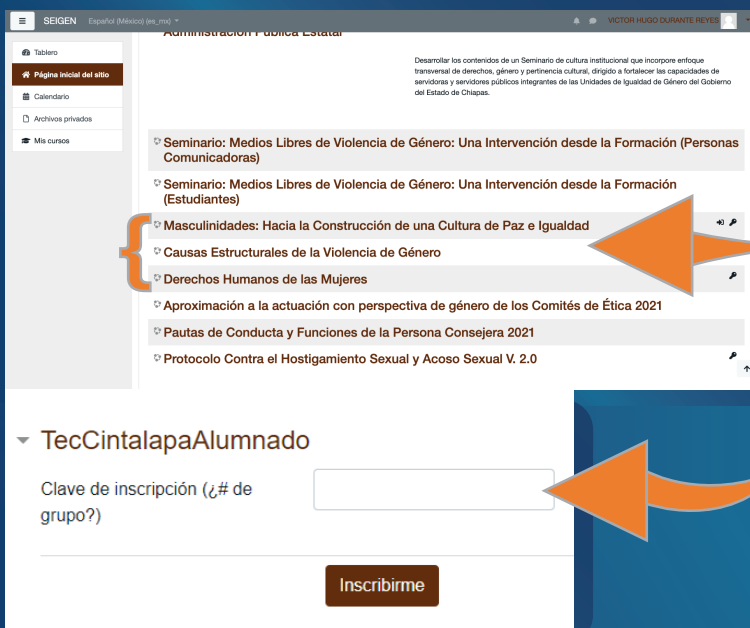 SEIGEN Español (México) (es_mx)
VICTOR HUGO DURANTE REYES
Tablero
Página inicial del sitio
Calendario
Archivos privados
Mis cursos
Administración Pública Estatal
Desarrollar los contenidos de un Seminario de cultura institucional que incorpore enfoque
transversal de derechos, género y pertinencia cultural, dirigido a fortalecer las capacidades de
servidoras y servidores públicos integrantes de las Unidades de Igualdad de Género del Gobierno
del Estado de Chiapas.
Seminario: Medios Libres de Violencia de Género: Una Intervención desde la Formación (Personas
Comunicadoras)
Seminario: Medios Libres de Violencia de Género: Una Intervención desde la Formación
(Estudiantes)
Masculinidades: Hacia la Construcción de una Cultura de Paz e Igualdad
Causas Estructurales de la Violencia de Género
Derechos Humanos de las Mujeres
Aproximación a la actuación con perspectiva de género de los Comités de Ética 2021
Pautas de Conducta y Funciones de la Persona Consejera 2021
Protocolo Contra el Hostigamiento Sexual y Acoso Sexual V. 2.0
TecCintalapaAlumnado
Clave de inscripción (¿# de
grupo?)
Inscribirme